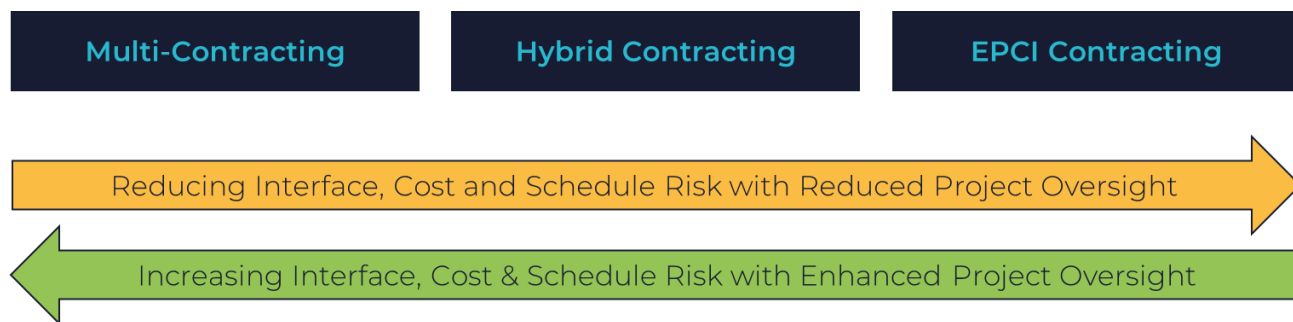 Multi-Contracting
Hybrid Contracting
EPCI Contracting
Reducing Interface, Cost and Schedule Risk with Reduced Project Oversight
Increasing Interface, Cost & Schedule Risk with Enhanced Project Oversight